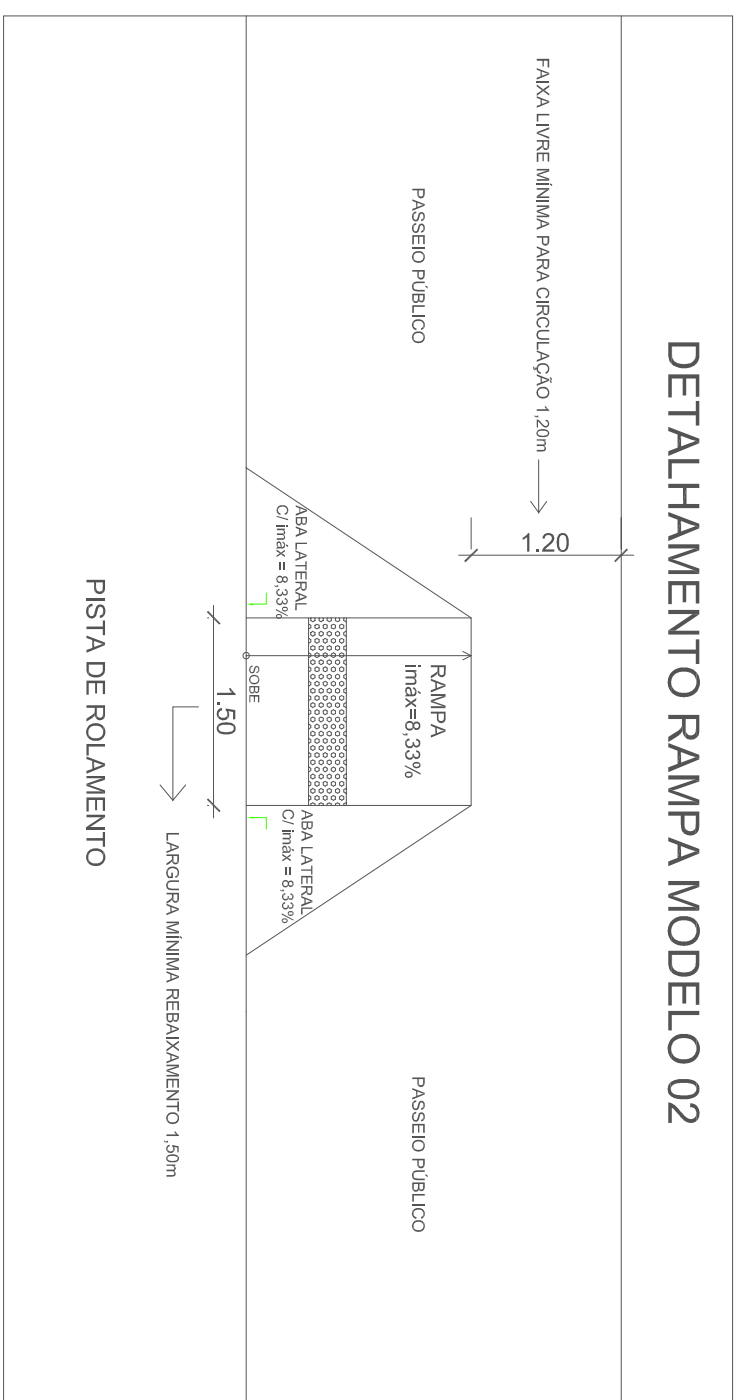 DETALHAMENTO RAMPA MODELO 02
FAIXA LIVRE MÍNIMA PARA CIRCULAÇÃO 1,20m
1.20
PASSEIO PÚBLICO
PASSEIO PÚBLICO
RAMPA
imáx=8,33%
ABA LATERAL
C/ imáx = 8,33%
ABA LATERAL
C/ imáx = 8,33%
SOBE
1.50
LARGURA MÍNIMA REBAIXAMENTO 1,50m
PISTA DE ROLAMENTO